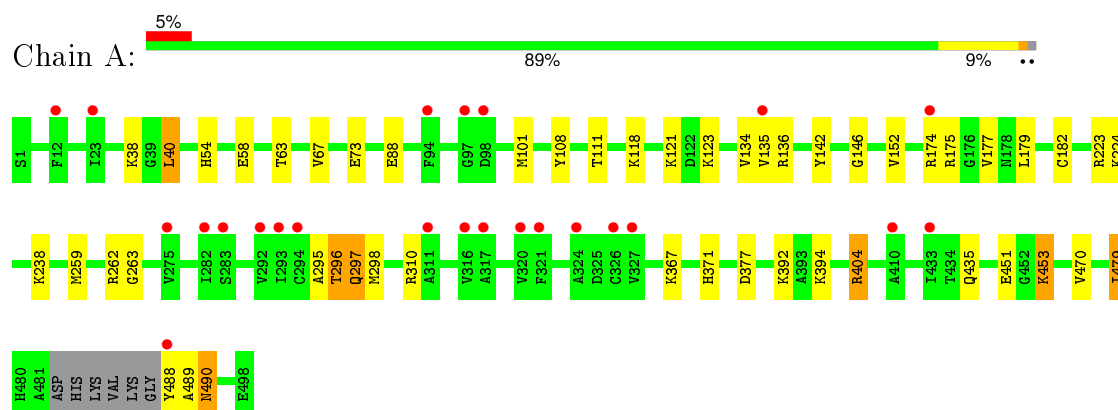 5%
Chain A:
89% 9% ••
S1 F12 I23 K38 G39 L40 H54 E58 T63 V67 E73 E88 F94 G97 D98 M101 Y108 T111 K118 K121 D122 K123 V134 V135 R136 Y142 G146 V152 R174 R175 G176 V177 N178 L179 C182 R223 K224
K238 M259 R262 G263 V275 I282 S283 V292 I293 C294 A295 T296 Q297 M298 R310 A311 V316 A317 V320 F321 A324 D325 C326 V327 K367 H371 D377 K392 A393 K394 R404 A410 I433 T434 Q435 E451 G452 K453 V470
H480 A481 ASP HIS LYS VAL LYS GLY Y488 A489 N490 E498